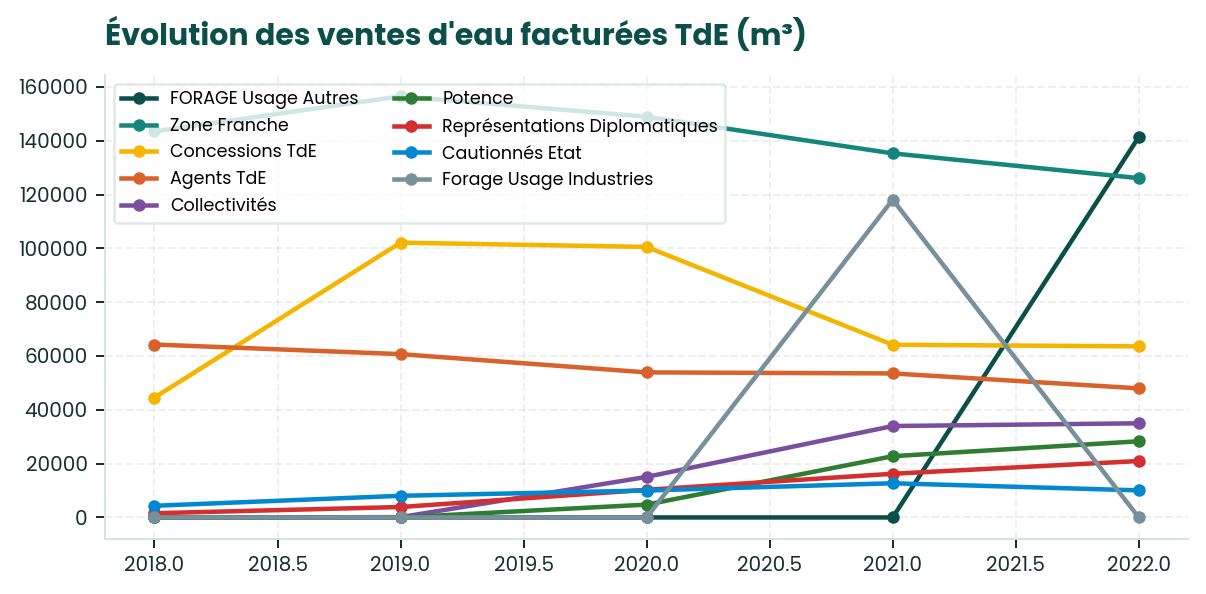 Évolution des ventes d'eau facturées TdE (m³)
160000
140000
120000
100000
80000
60000
40000
20000
0
FORAGE Usage Autres
Zone Franche
Concessions TdE
Agents TdE
Collectivités
Potence
Représentations Diplomatiques
Cautionnés Etat
Forage Usage Industries
2018.0 2018.5 2019.0 2019.5 2020.0 2020.5 2021.0 2021.5 2022.0